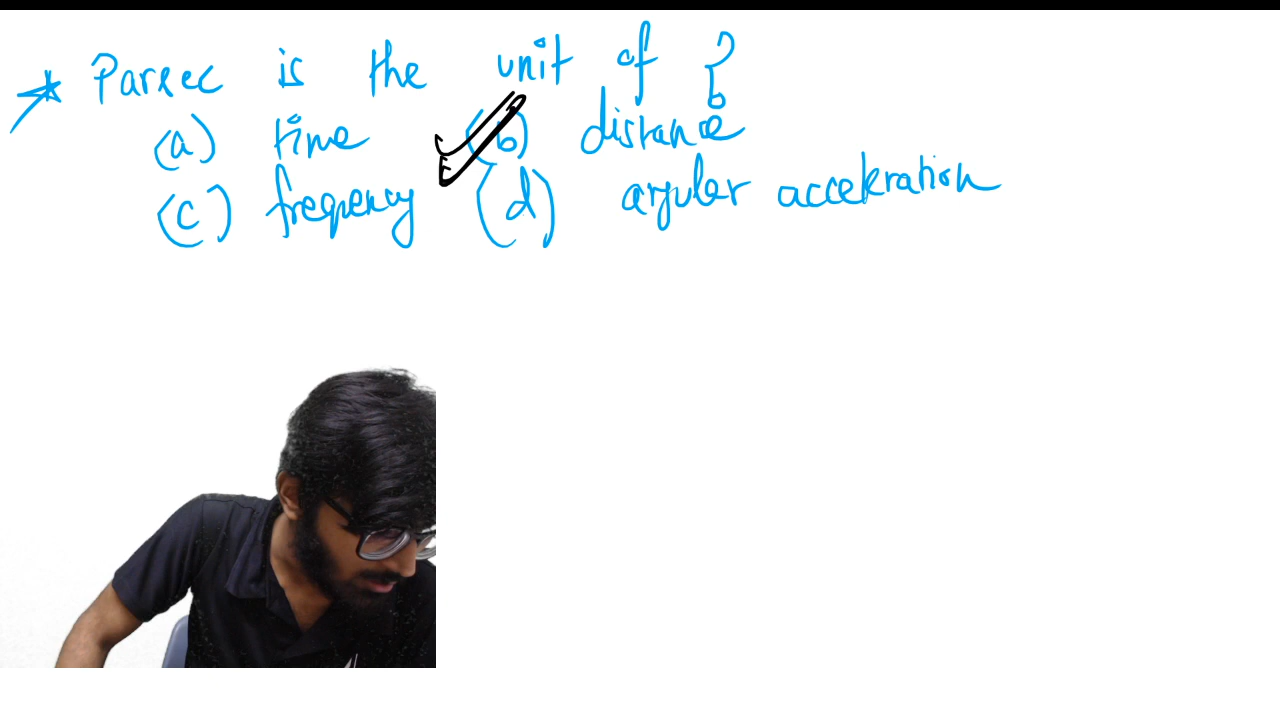 Parsec is the unit of ?
(a) time (b) distance
(c) frequency (d) angular acceleration